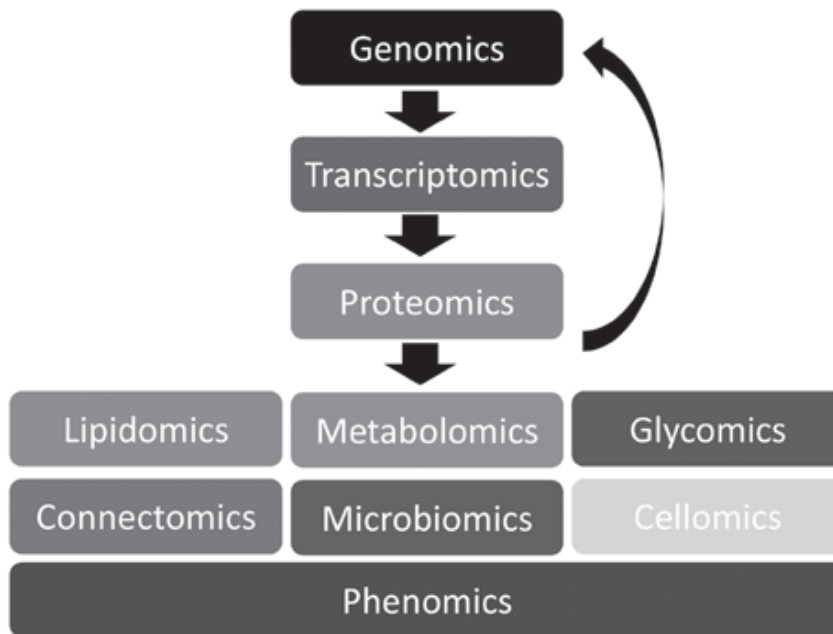 Genomics
Transcriptomics
Proteomics
Lipidomics Metabolomics Glycomics
Connectomics Microbiomics Cellomics
Phenomics